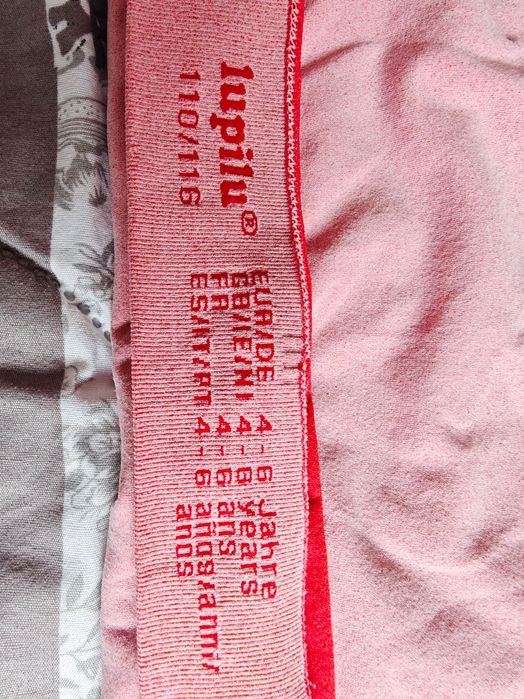 lupilu®
110/116
EUR/DE 4-6 Jahre
GB/IE/NI 4-6 years
FR 4-6 ans
ES/IT/PT 4-6 años/anni/
anos